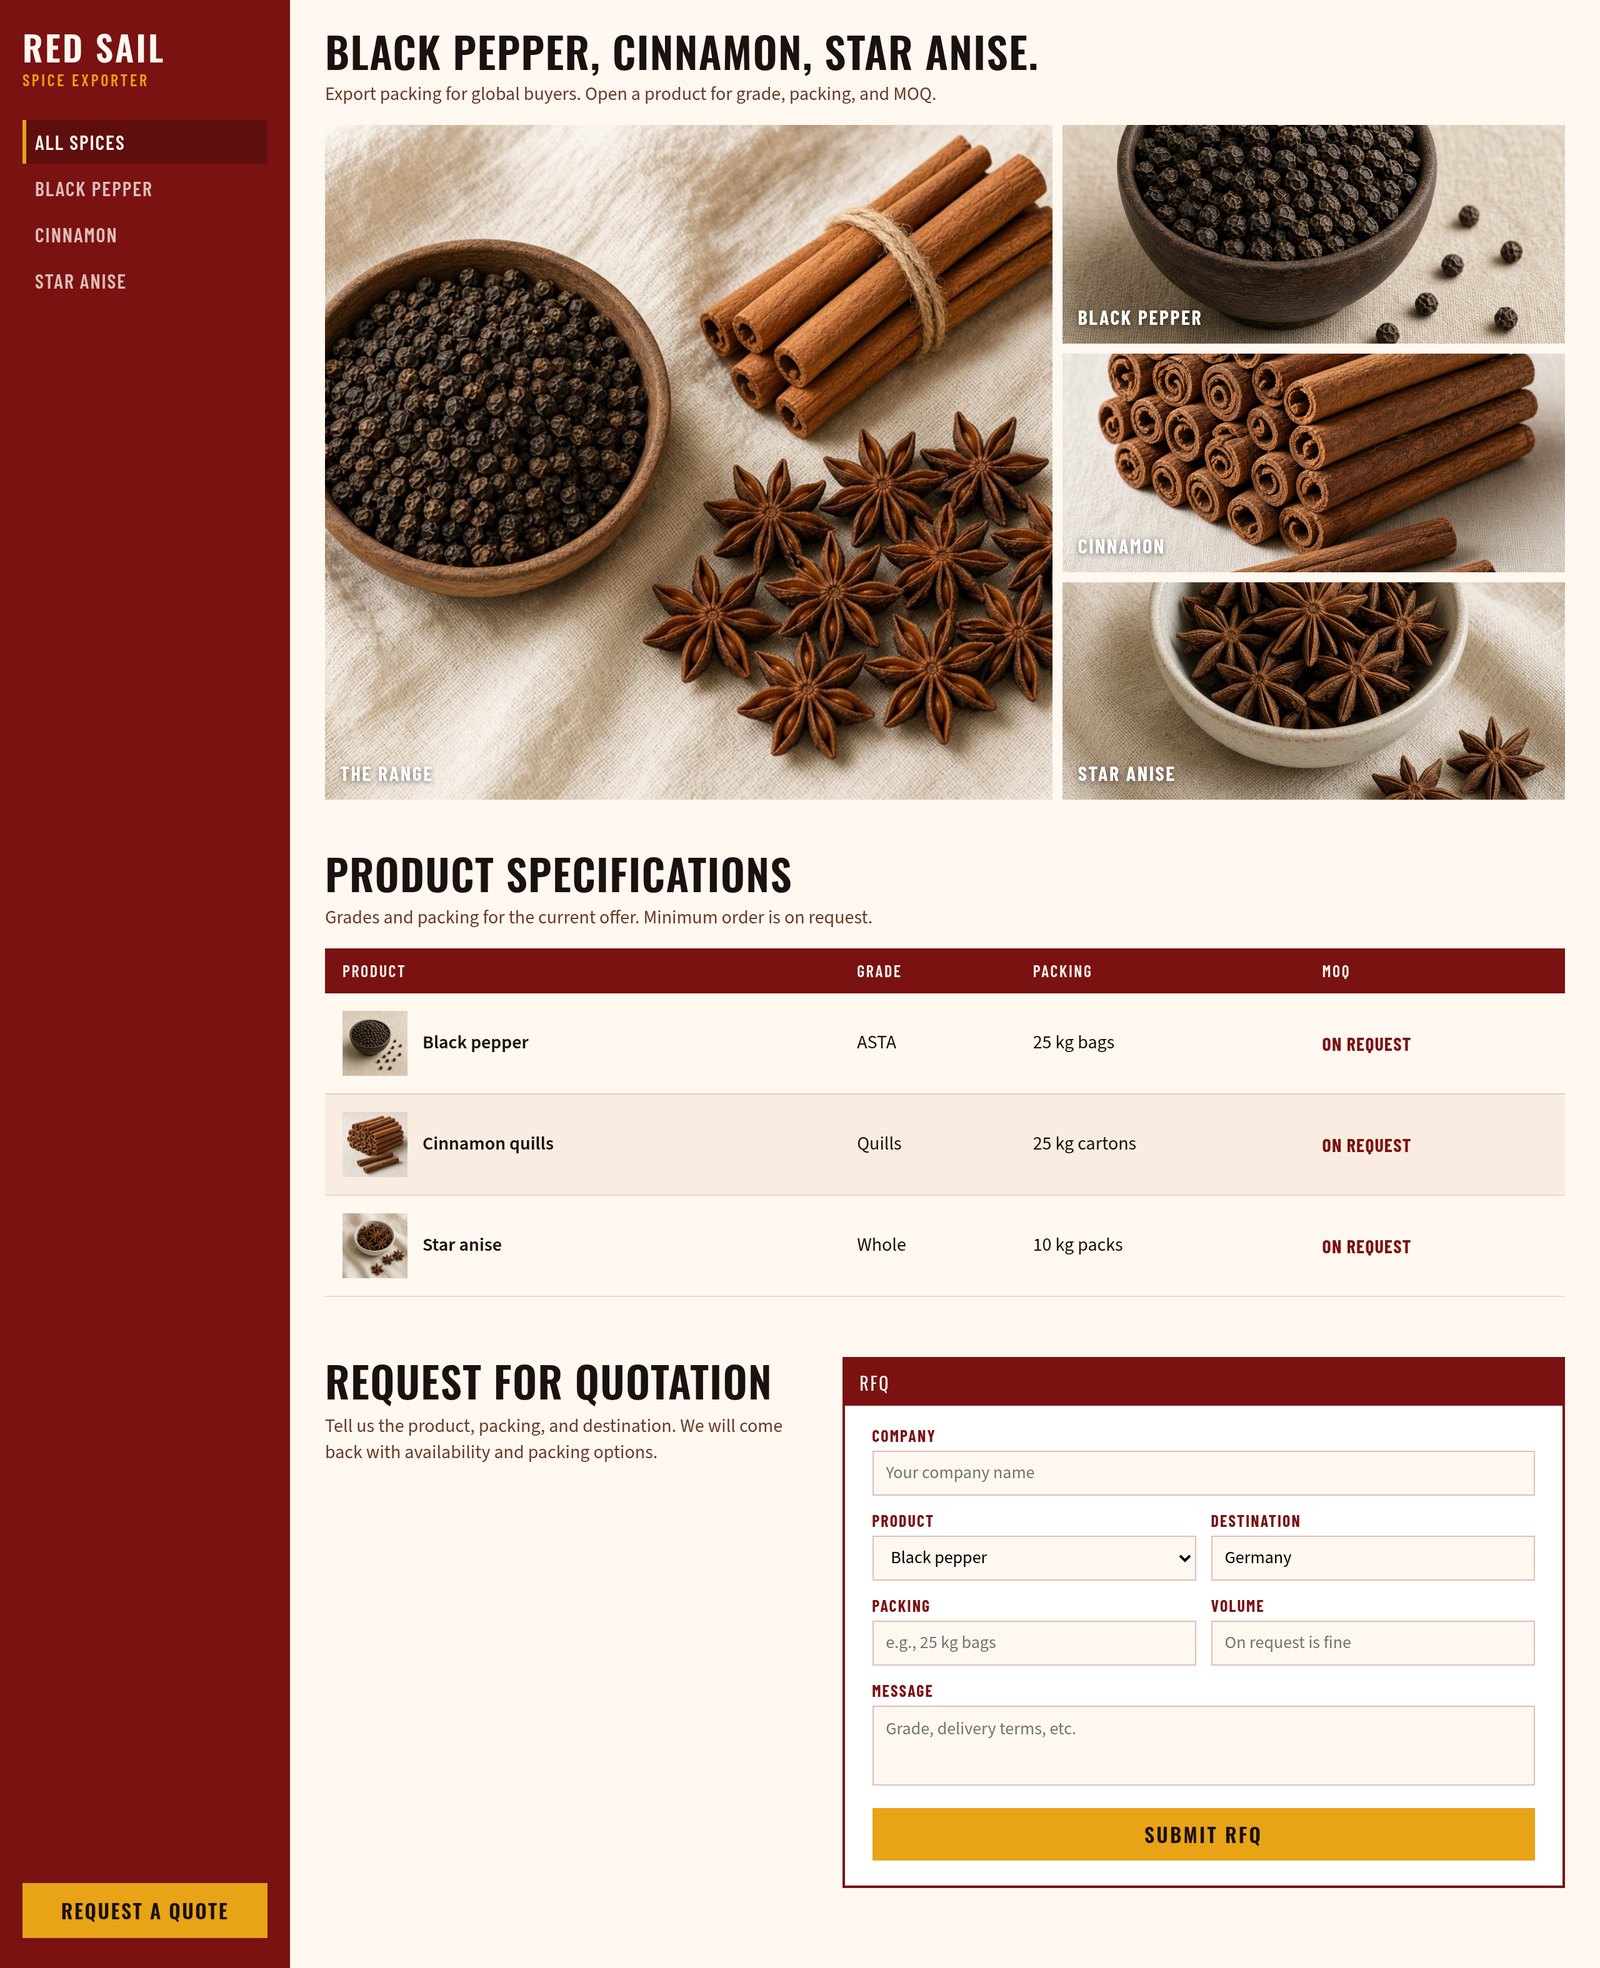 RED SAIL
SPICE EXPORTER
ALL SPICES
BLACK PEPPER
CINNAMON
STAR ANISE
REQUEST A QUOTE
BLACK PEPPER, CINNAMON, STAR ANISE.
Export packing for global buyers. Open a product for grade, packing, and MOQ.
THE RANGE
BLACK PEPPER
CINNAMON
STAR ANISE
PRODUCT SPECIFICATIONS
Grades and packing for the current offer. Minimum order is on request.
PRODUCT GRADE PACKING MOQ
Black pepper ASTA 25 kg bags ON REQUEST
Cinnamon quills Quills 25 kg cartons ON REQUEST
Star anise Whole 10 kg packs ON REQUEST
REQUEST FOR QUOTATION
Tell us the product, packing, and destination. We will come
back with availability and packing options.
RFQ
COMPANY
Your company name
PRODUCT DESTINATION
Black pepper Germany
PACKING VOLUME
e.g., 25 kg bags On request is fine
MESSAGE
Grade, delivery terms, etc.
SUBMIT RFQ